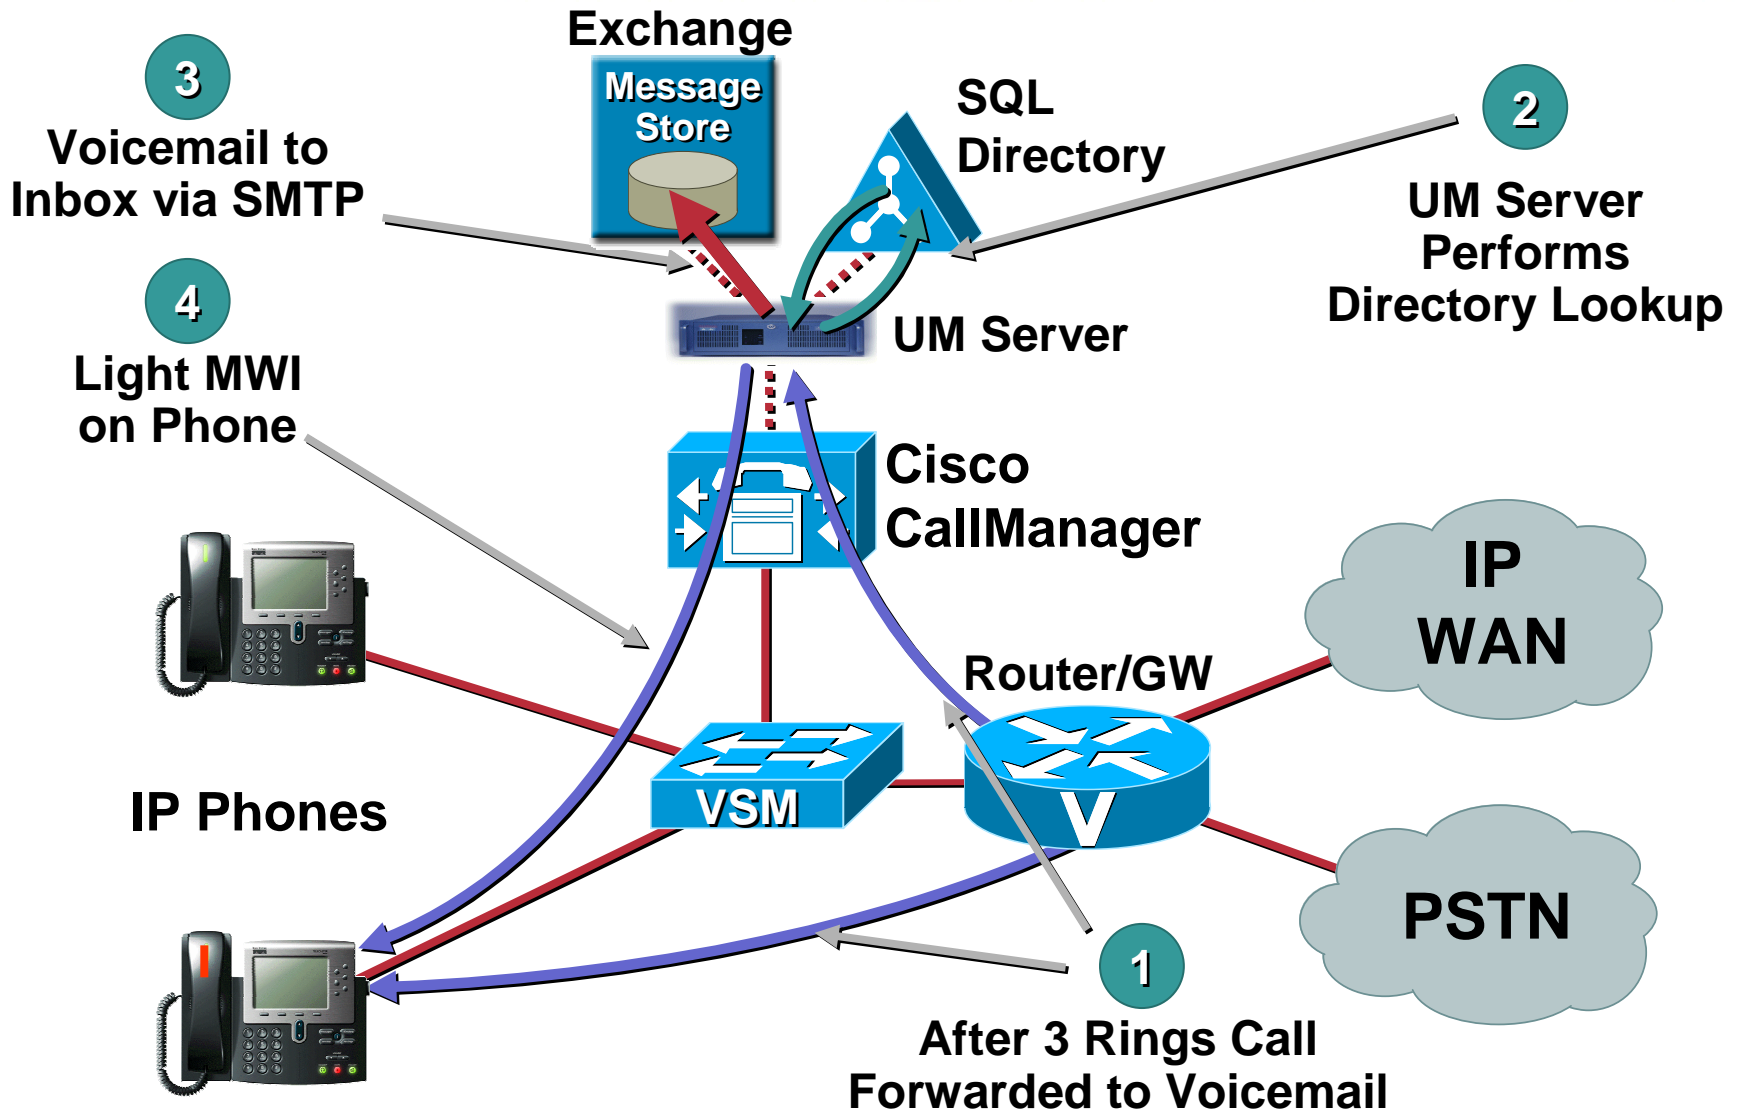 Exchange
3
Message
Store
SQL
Directory
2
Voicemail to
Inbox via SMTP
UM Server
Performs
Directory Lookup
4
UM Server
Light MWI
on Phone
Cisco
CallManager
IP
WAN
Router/GW
IP Phones
VSM
V
PSTN
1
After 3 Rings Call
Forwarded to Voicemail